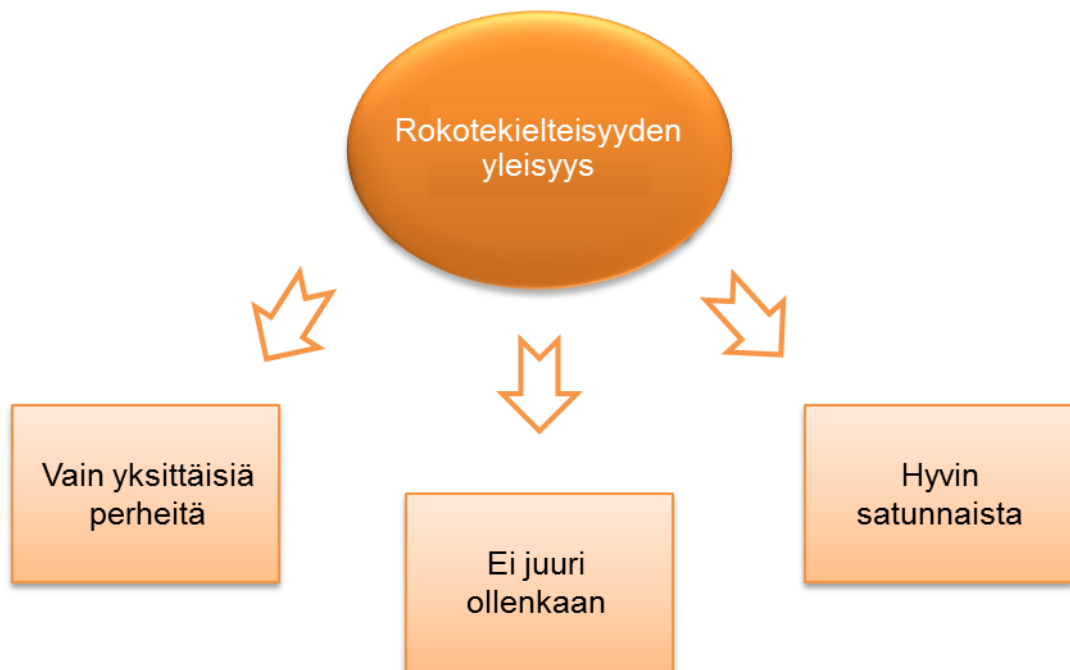 Rokotekielteisyyden
yleisyys
Vain yksittäisiä
perheitä
Ei juuri
ollenkaan
Hyvin
satunnaista